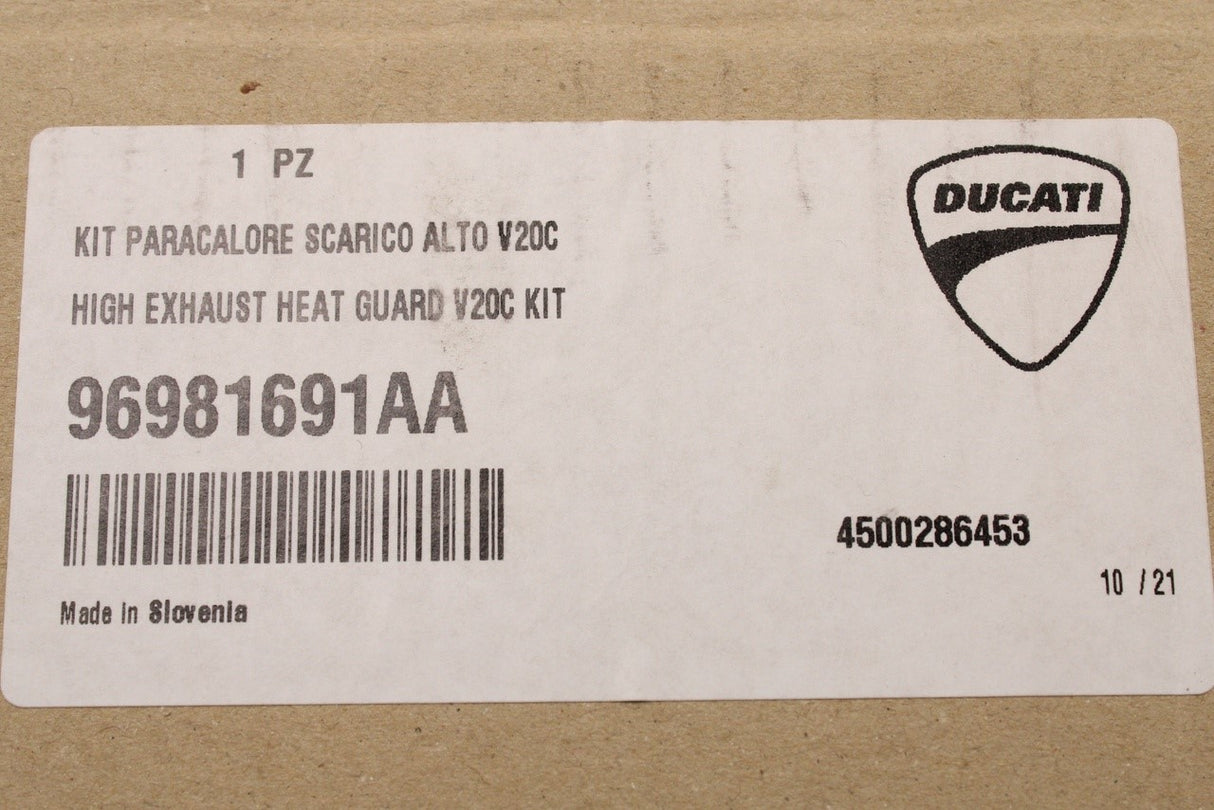 1 PZ
DUCATI
KIT PARACALORE SCARICO ALTO V20C
HIGH EXHAUST HEAT GUARD V20C KIT
96981691AA
4500286453
10 /21
Made in Slovenia